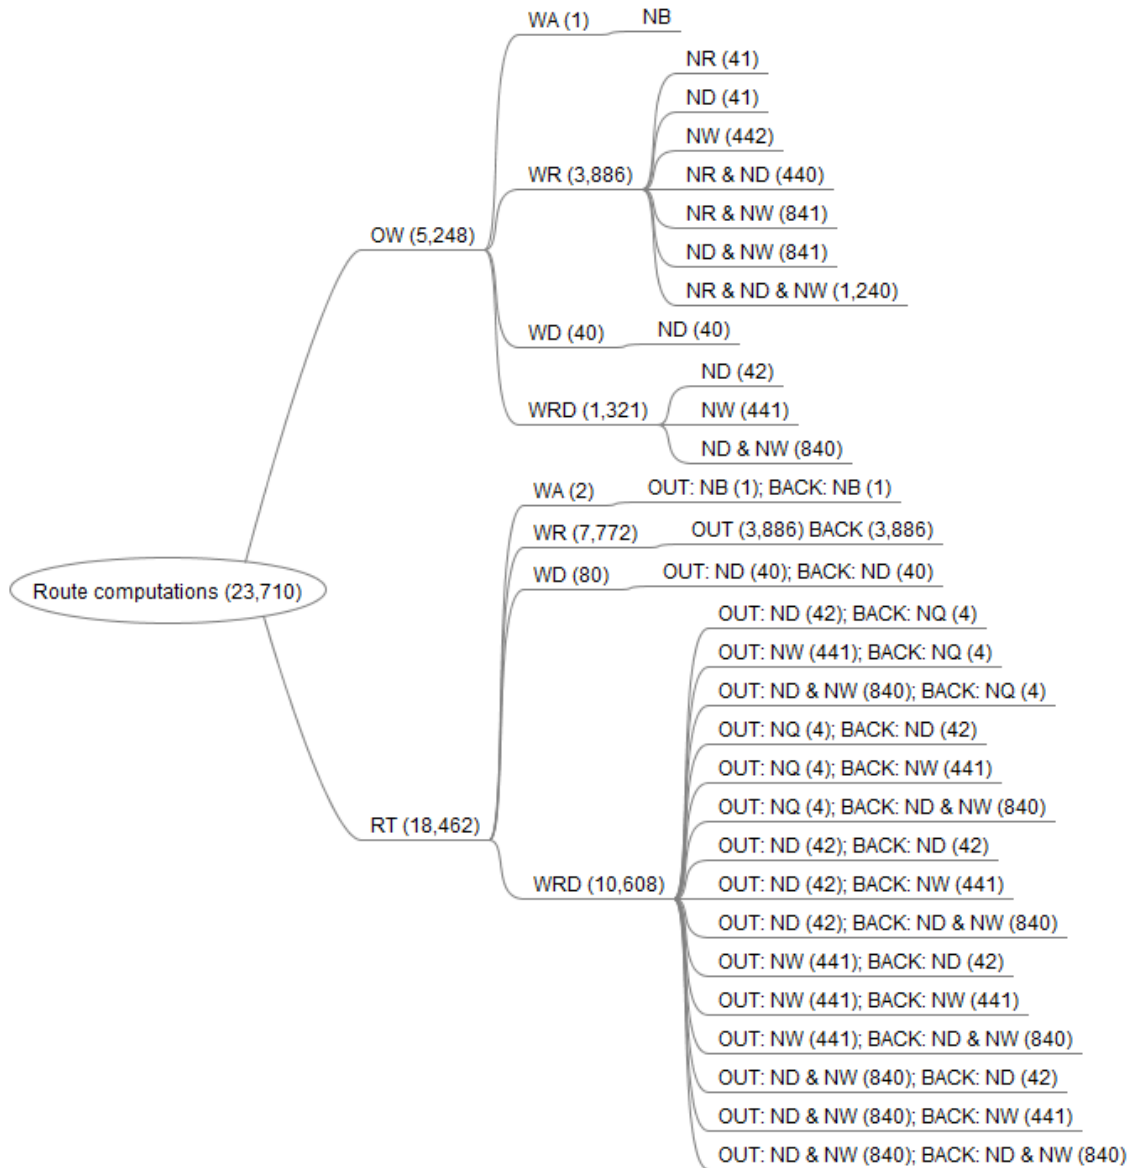 WA (1)
NB
NR (41)
ND (41)
NW (442)
WR (3,886)
NR & ND (440)
NR & NW (841)
OW (5,248)
ND & NW (841)
NR & ND & NW (1,240)
WD (40)
ND (40)
ND (42)
WRD (1,321)
NW (441)
ND & NW (840)
WA (2)
OUT: NB (1); BACK: NB (1)
WR (7,772)
OUT (3,886) BACK (3,886)
WD (80)
OUT: ND (40); BACK: ND (40)
Route computations (23,710)
OUT: ND (42); BACK: NQ (4)
OUT: NW (441); BACK: NQ (4)
OUT: ND & NW (840); BACK: NQ (4)
OUT: NQ (4); BACK: ND (42)
OUT: NQ (4); BACK: NW (441)
OUT: NQ (4); BACK: ND & NW (840)
RT (18,462)
OUT: ND (42); BACK: ND (42)
WRD (10,608)
OUT: ND (42); BACK: NW (441)
OUT: ND (42); BACK: ND & NW (840)
OUT: NW (441); BACK: ND (42)
OUT: NW (441); BACK: NW (441)
OUT: NW (441); BACK: ND & NW (840)
OUT: ND & NW (840); BACK: ND (42)
OUT: ND & NW (840); BACK: NW (441)
OUT: ND & NW (840); BACK: ND & NW (840)